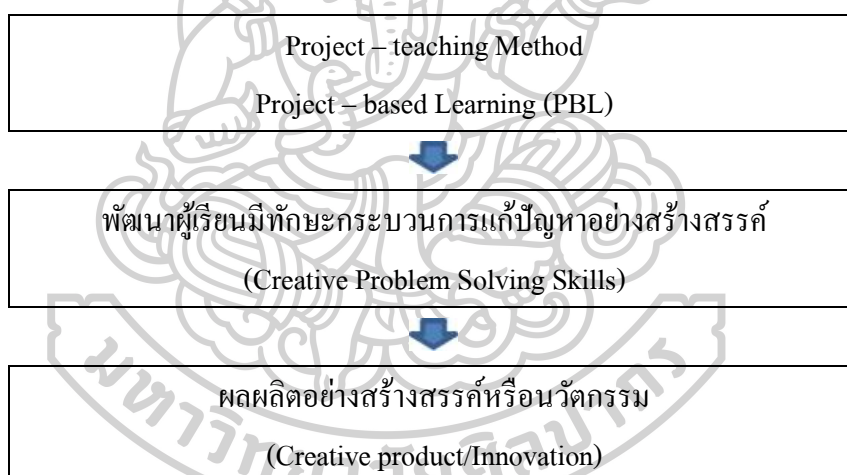 Project – teaching Method
Project – based Learning (PBL)
พัฒนาผู้เรียนมีทักษะกระบวนการแก้ปัญหาอย่างสร้างสรรค์
(Creative Problem Solving Skills)
ผลผลิตอย่างสร้างสรรค์หรือนวัตกรรม
(Creative product/Innovation)